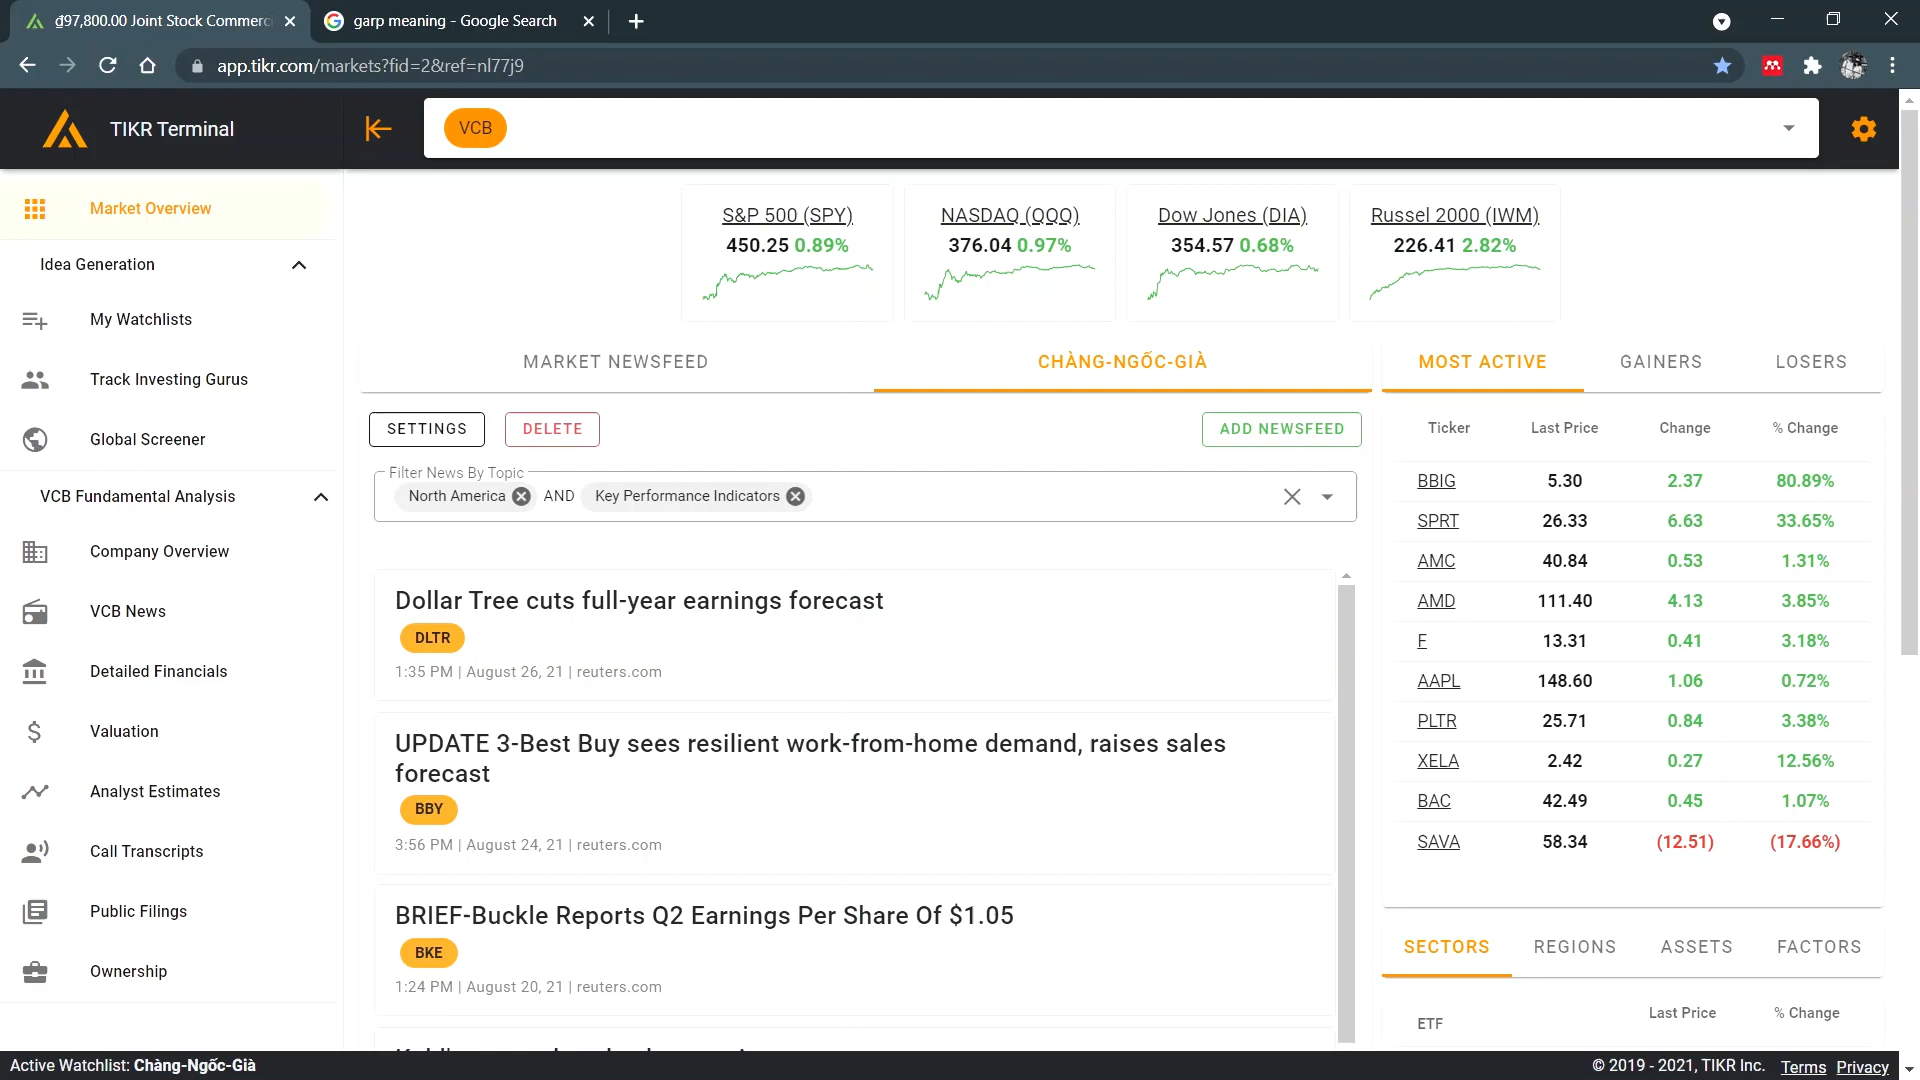 ₫97,800.00 Joint Stock Commerc
garp meaning - Google Search
app.tikr.com/markets?fid=2&ref=nl77j9
TIKR Terminal
VCB
Market Overview
Idea Generation
My Watchlists
Track Investing Gurus
Global Screener
VCB Fundamental Analysis
Company Overview
VCB News
Detailed Financials
Valuation
Analyst Estimates
Call Transcripts
Public Filings
Ownership
S&P 500 (SPY)
450.25 0.89%
NASDAQ (QQQ)
376.04 0.97%
Dow Jones (DIA)
354.57 0.68%
Russel 2000 (IWM)
226.41 2.82%
MARKET NEWSFEED
CHÀNG-NGỐC-GIÀ
SETTINGS
DELETE
ADD NEWSFEED
Filter News By Topic
North America AND Key Performance Indicators
Dollar Tree cuts full-year earnings forecast
DLTR
1:35 PM | August 26, 21 | reuters.com
UPDATE 3-Best Buy sees resilient work-from-home demand, raises sales
forecast
BBY
3:56 PM | August 24, 21 | reuters.com
BRIEF-Buckle Reports Q2 Earnings Per Share Of $1.05
BKE
1:24 PM | August 20, 21 | reuters.com
MOST ACTIVE GAINERS LOSERS
Ticker Last Price Change % Change
BBIG 5.30 2.37 80.89%
SPRT 26.33 6.63 33.65%
AMC 40.84 0.53 1.31%
AMD 111.40 4.13 3.85%
F 13.31 0.41 3.18%
AAPL 148.60 1.06 0.72%
PLTR 25.71 0.84 3.38%
XELA 2.42 0.27 12.56%
BAC 42.49 0.45 1.07%
SAVA 58.34 (12.51) (17.66%)
SECTORS REGIONS ASSETS FACTORS
ETF Last Price % Change
Active Watchlist: Chàng-Ngốc-Già
© 2019 - 2021, TIKR Inc. Terms Privacy